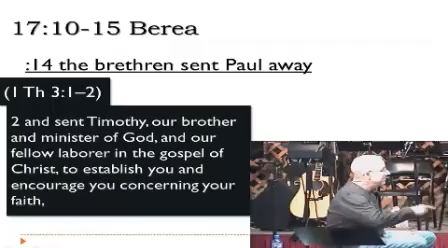 17:10-15 Berea
:14 the brethren sent Paul away
(1 Th 3:1–2)
2 and sent Timothy, our brother
and minister of God, and our
fellow laborer in the gospel of
Christ, to establish you and
encourage you concerning your
faith,